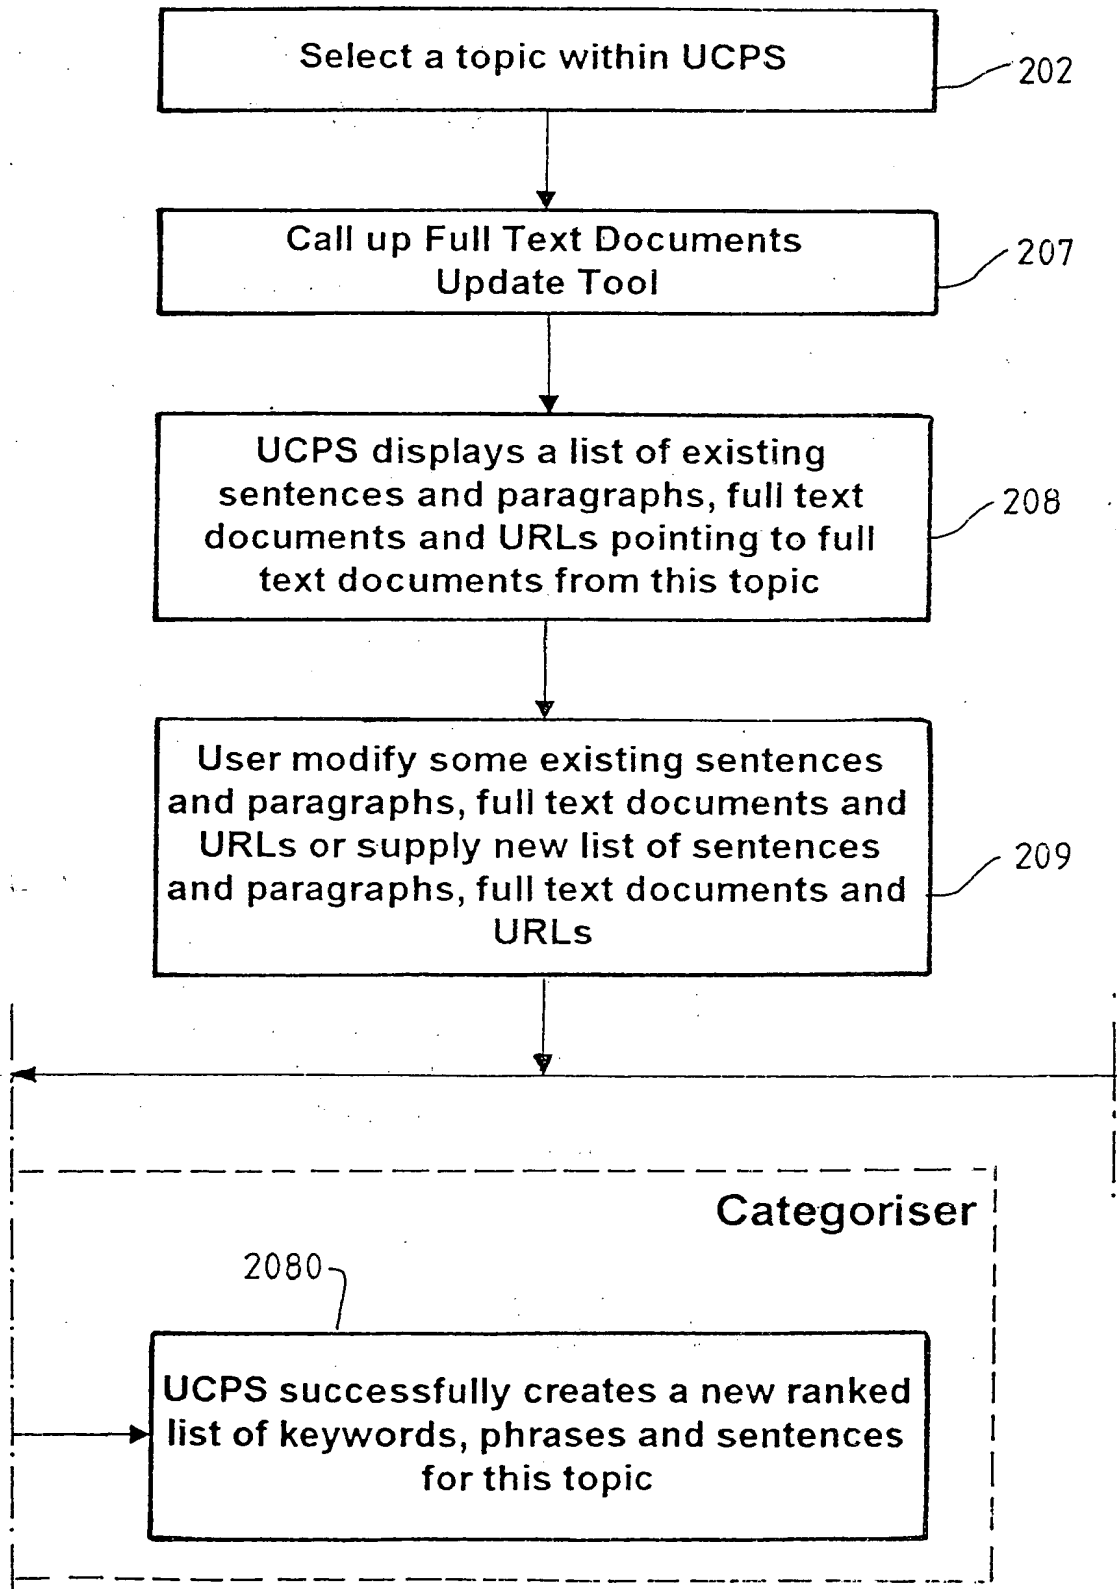 Select a topic within UCPS
202
Call up Full Text Documents
Update Tool
207
UCPS displays a list of existing
sentences and paragraphs, full text
documents and URLs pointing to full
text documents from this topic
208
User modify some existing sentences
and paragraphs, full text documents and
URLs or supply new list of sentences
and paragraphs, full text documents and
URLs
209
Categoriser
2080
UCPS successfully creates a new ranked
list of keywords, phrases and sentences
for this topic